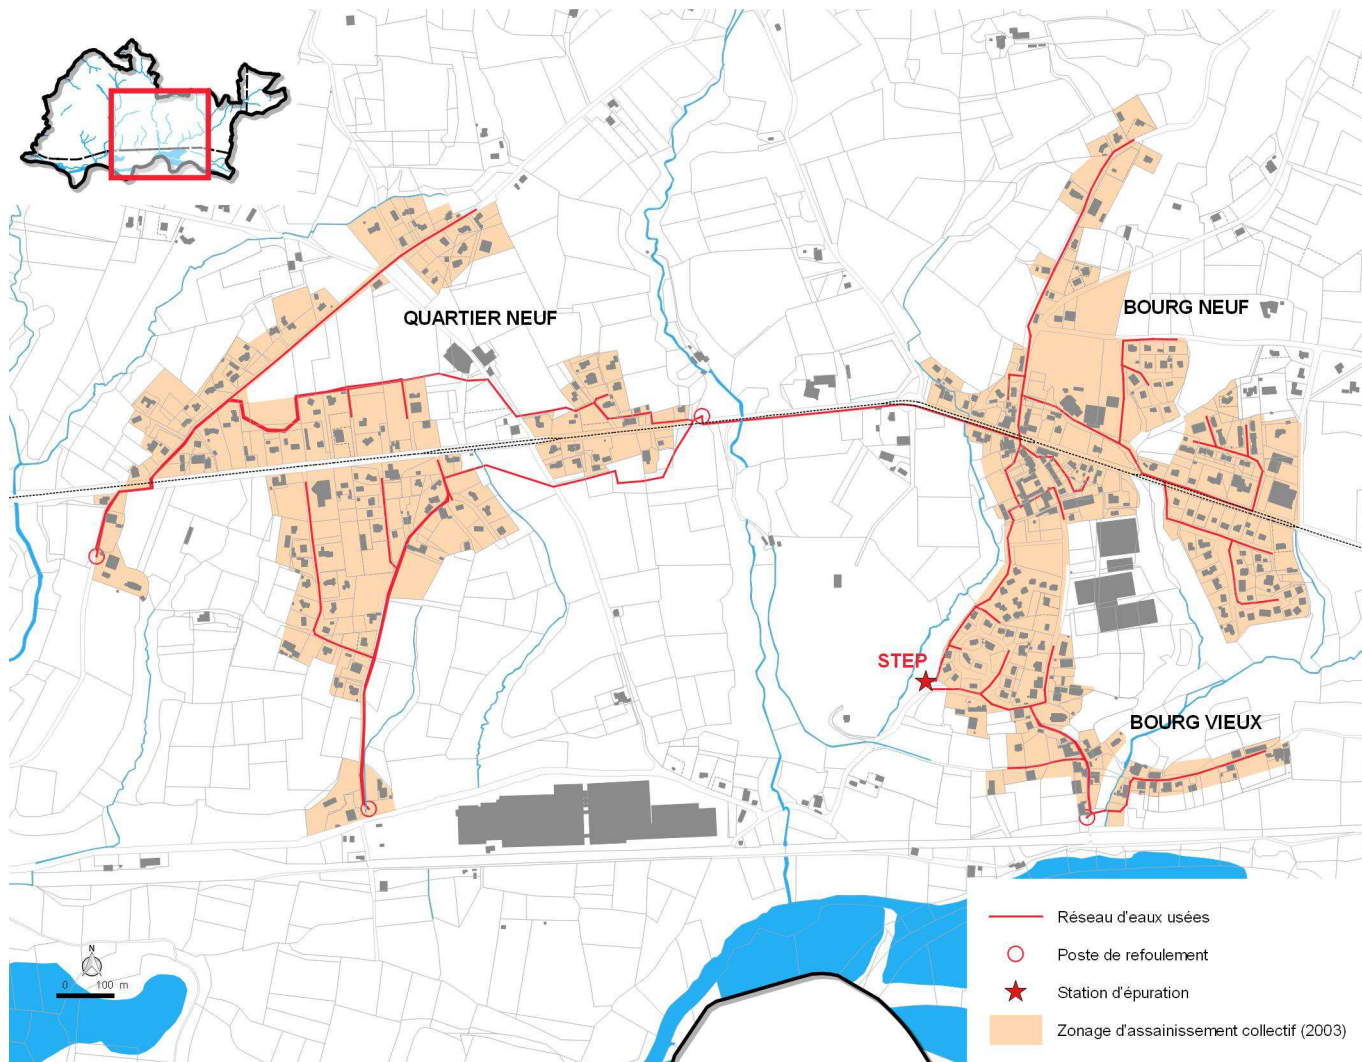 QUARTIER NEUF
BOURG NEUF
STEP
BOURG VIEUX
N
0 100 m
Réseau d'eaux usées
Poste de refoulement
Station d'épuration
Zonage d'assainissement collectif (2003)